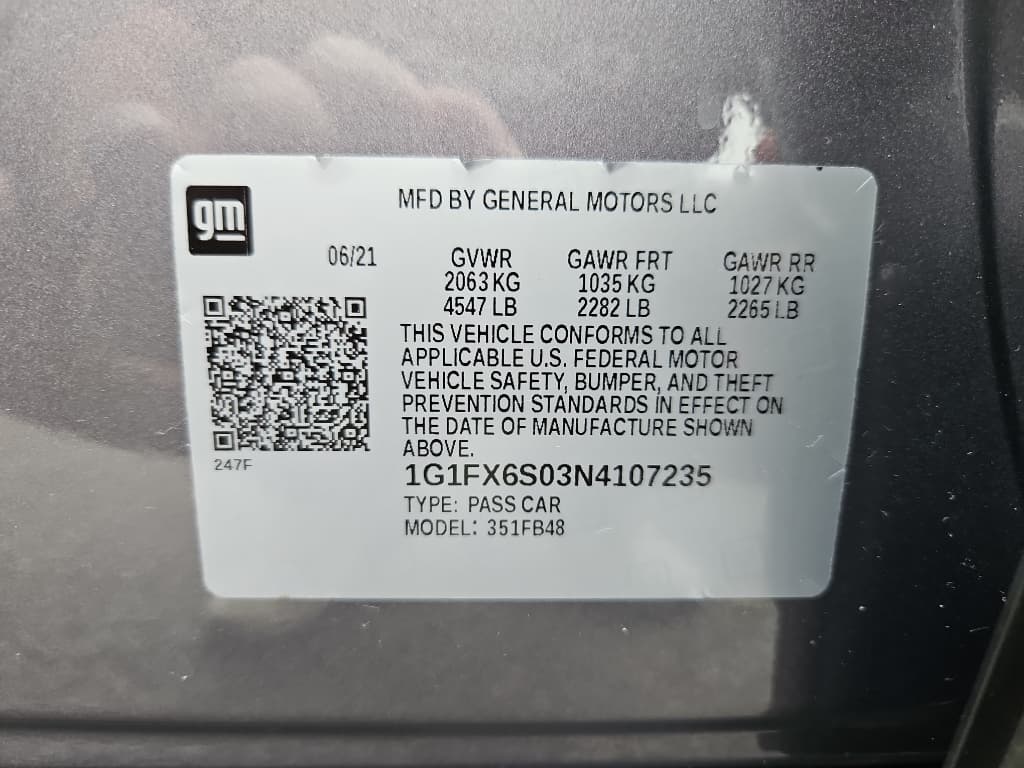 gm
MFD BY GENERAL MOTORS LLC
06/21 GVWR GAWR FRT GAWR RR
2063 KG 1035 KG 1027 KG
4547 LB 2282 LB 2265 LB
THIS VEHICLE CONFORMS TO ALL
APPLICABLE U.S. FEDERAL MOTOR
VEHICLE SAFETY, BUMPER, AND THEFT
PREVENTION STANDARDS IN EFFECT ON
THE DATE OF MANUFACTURE SHOWN
ABOVE.
247F
1G1FX6S03N4107235
TYPE: PASS CAR
MODEL: 351FB48